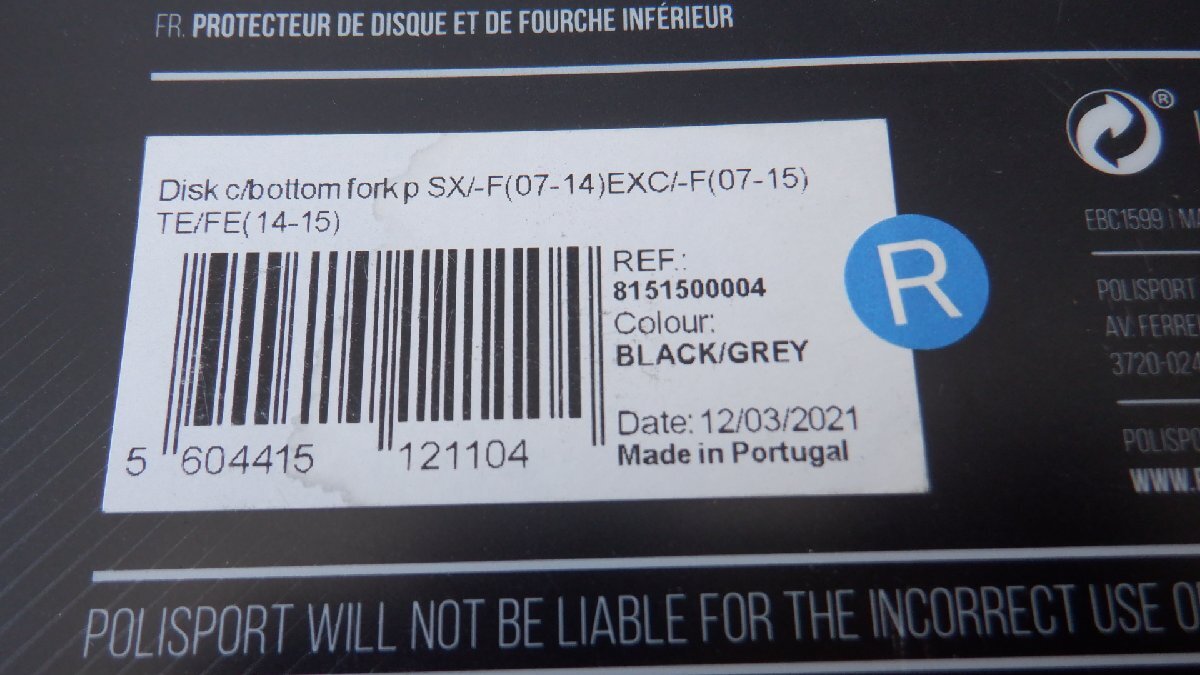 FR. PROTECTEUR DE DISQUE ET DE FOURCHE INFÉRIEUR
Disk c/bottom fork p SX/-F(07-14)EXC/-F(07-15)
TE/FE(14-15)
REF.:
8151500004
Colour:
BLACK/GREY
Date: 12/03/2021
Made in Portugal
5 604415 121104
R
®
EBC1599 |
POLISPORT
AV.
3720-024
WWW.
POLISPORT WILL NOT BE LIABLE FOR THE INCORRECT USE